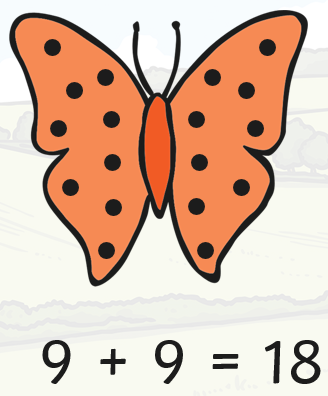 9 + 9 = 18